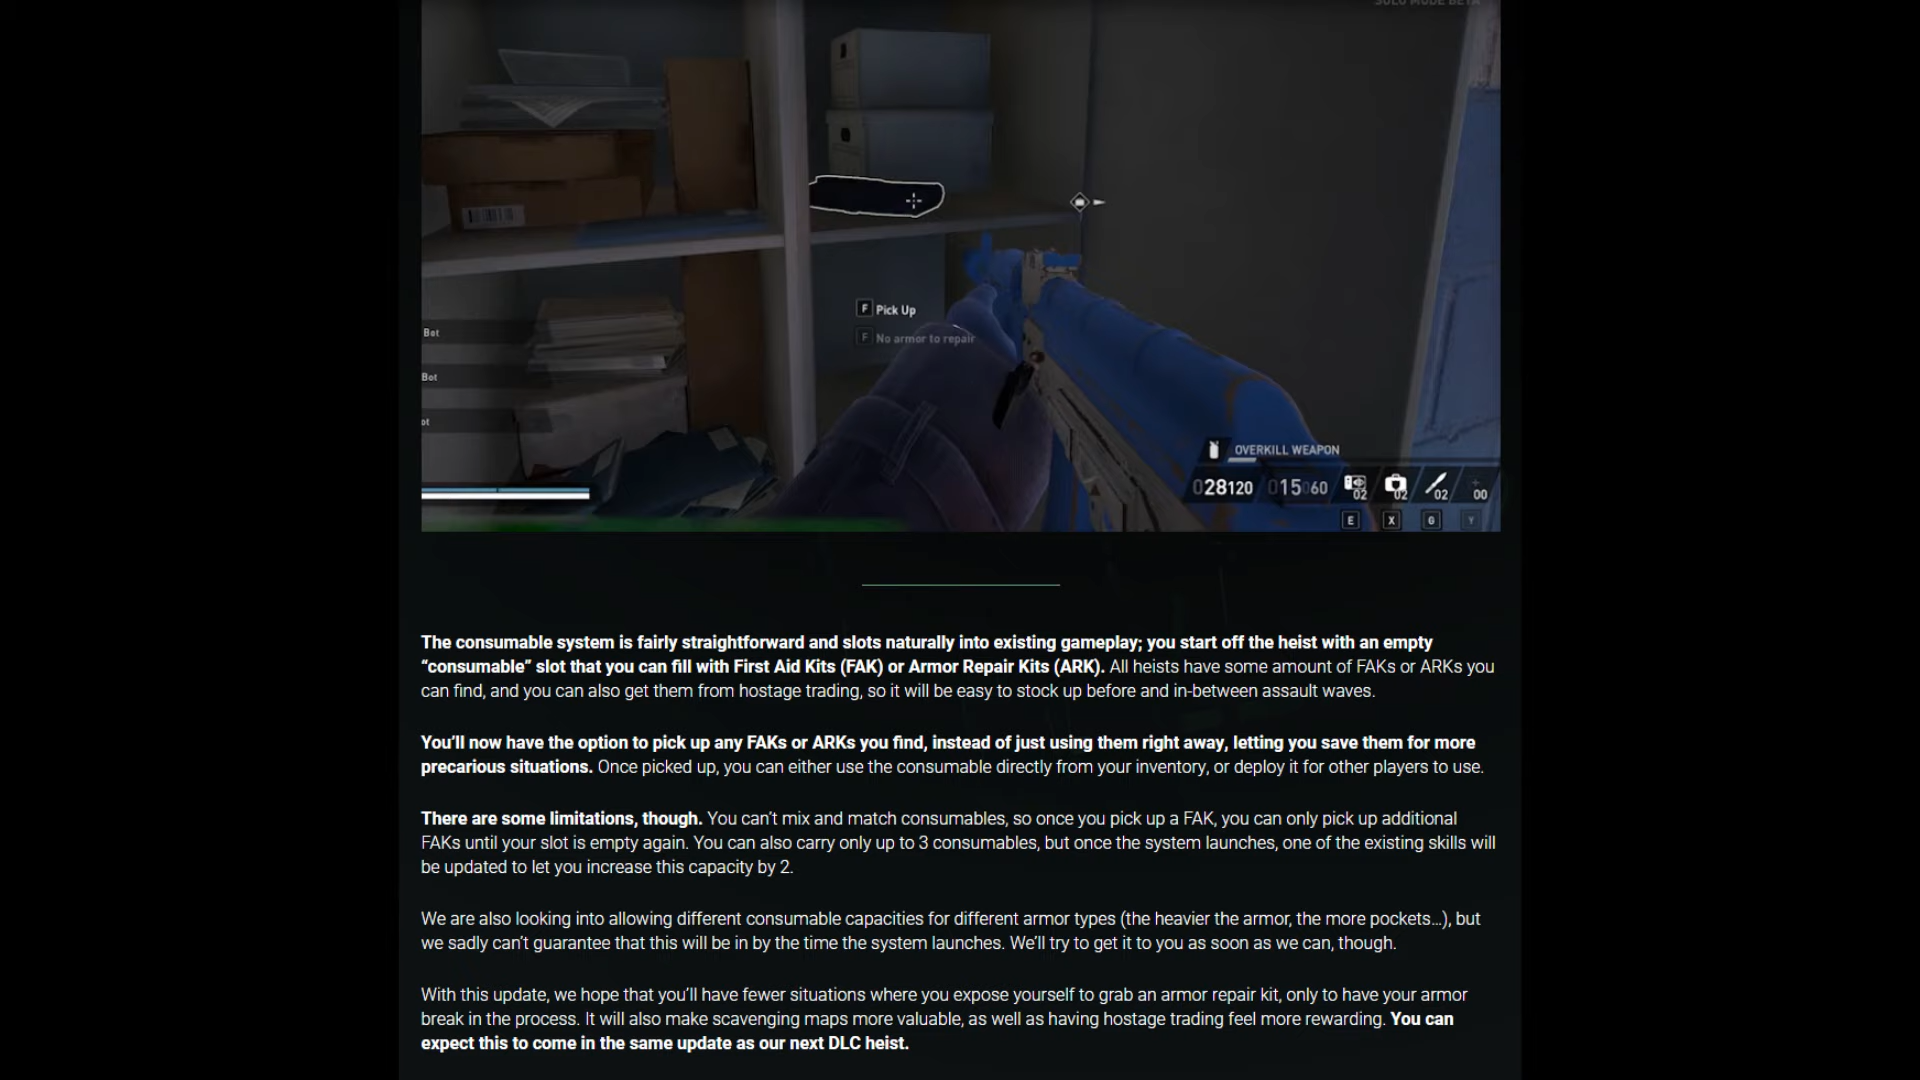 SOLO MODE BETA
F Pick Up
F No armor to repair
Bot
Bot
ot
OVERKILL WEAPON
028120 015060 02 02 02 00
E X G Y
The consumable system is fairly straightforward and slots naturally into existing gameplay; you start off the heist with an empty
“consumable” slot that you can fill with First Aid Kits (FAK) or Armor Repair Kits (ARK). All heists have some amount of FAKs or ARKs you
can find, and you can also get them from hostage trading, so it will be easy to stock up before and in-between assault waves.
You’ll now have the option to pick up any FAKs or ARKs you find, instead of just using them right away, letting you save them for more
precarious situations. Once picked up, you can either use the consumable directly from your inventory, or deploy it for other players to use.
There are some limitations, though. You can’t mix and match consumables, so once you pick up a FAK, you can only pick up additional
FAKs until your slot is empty again. You can also carry only up to 3 consumables, but once the system launches, one of the existing skills will
be updated to let you increase this capacity by 2.
We are also looking into allowing different consumable capacities for different armor types (the heavier the armor, the more pockets…), but
we sadly can’t guarantee that this will be in by the time the system launches. We’ll try to get it to you as soon as we can, though.
With this update, we hope that you’ll have fewer situations where you expose yourself to grab an armor repair kit, only to have your armor
break in the process. It will also make scavenging maps more valuable, as well as having hostage trading feel more rewarding. You can
expect this to come in the same update as our next DLC heist.